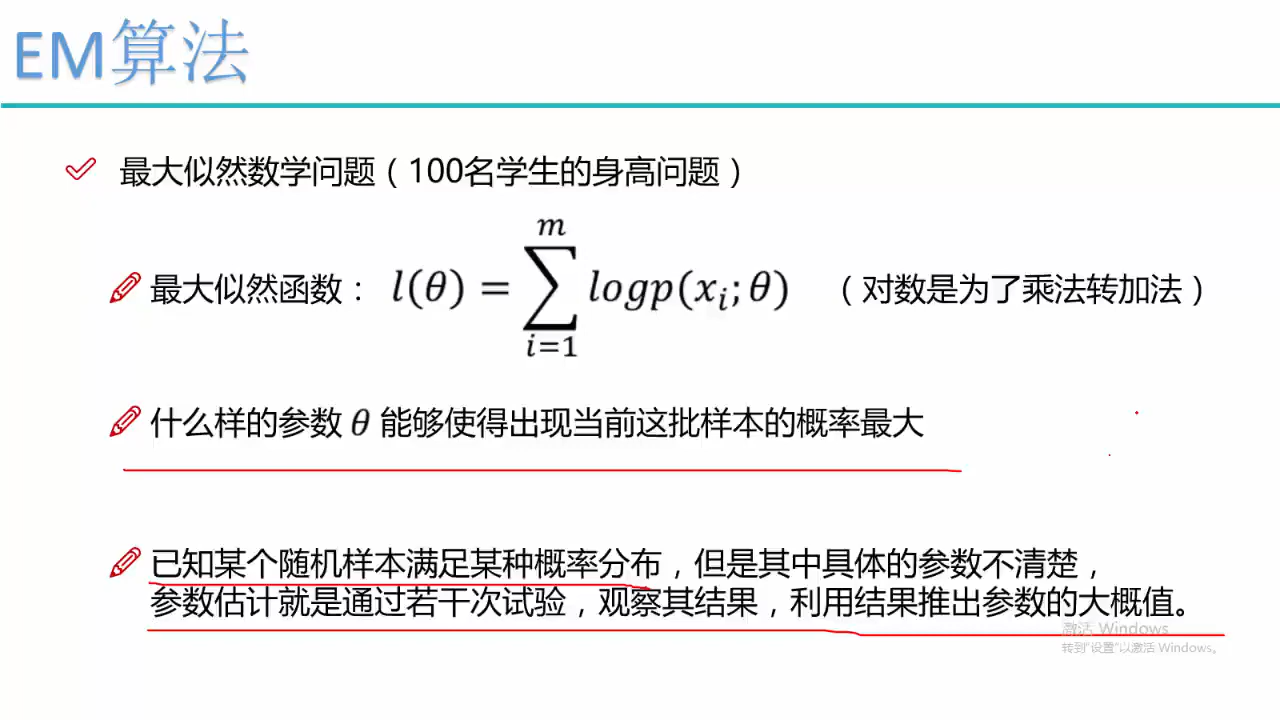 EM算法
最大似然数学问题（100名学生的身高问题）
最大似然函数： l(θ) = ∑_{i=1}^{m} logp(x_i;θ) （对数是为了乘法转加法）
什么样的参数 θ 能够使得出现当前这批样本的概率最大
已知某个随机样本满足某种概率分布，但是其中具体的参数不清楚，
参数估计就是通过若干次试验，观察其结果，利用结果推出参数的大概值。
激活 Windows
转到"设置"以激活 Windows。